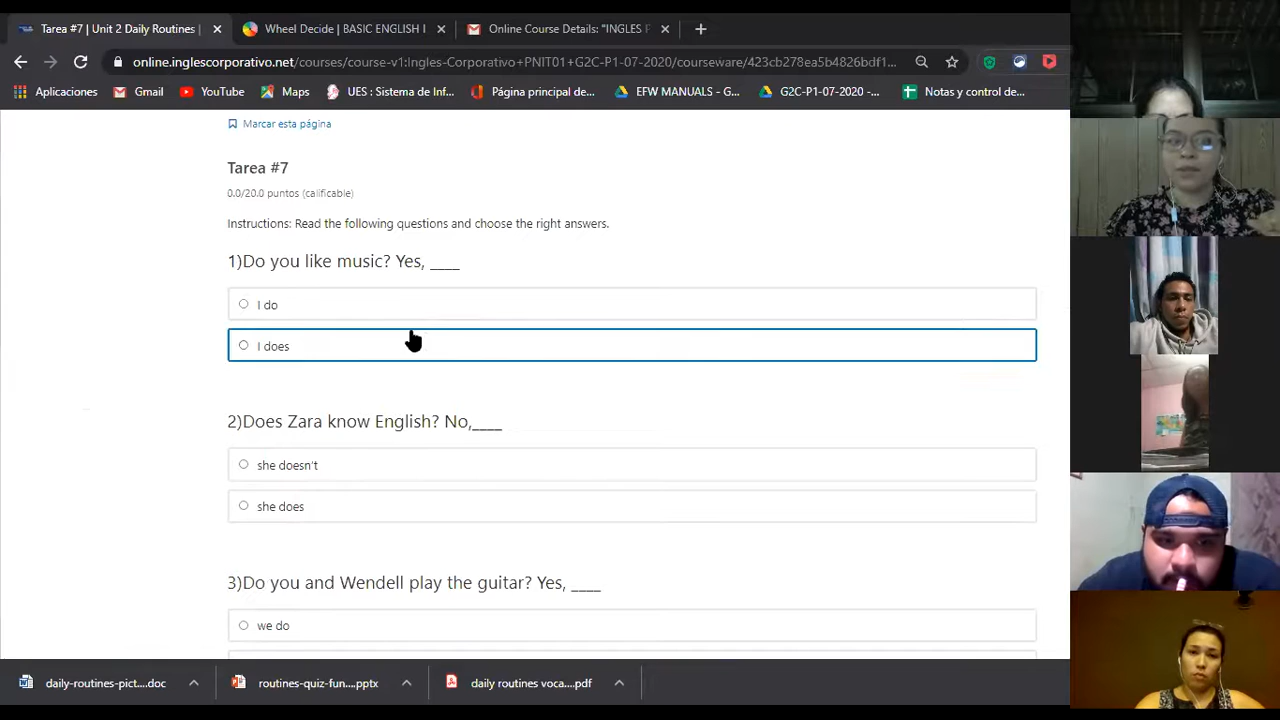 Tarea #7 | Unit 2 Daily Routines |
Wheel Decide | BASIC ENGLISH I
Online Course Details: "INGLES F
online.inglescorporativo.net/courses/course-v1:Ingles-Corporativo+PNIT01+G2C-P1-07-2020/courseware/423cb278ea5b4826bdf1...
Aplicaciones
Gmail
YouTube
Maps
UES : Sistema de Inf...
Página principal de...
EFW MANUALS - G...
G2C-P1-07-2020 -...
Notas y control de...
Marcar esta página
Tarea #7
0.0/20.0 puntos (calificable)
Instructions: Read the following questions and choose the right answers.
1)Do you like music? Yes, ____
I do
I does
2)Does Zara know English? No,____
she doesn't
she does
3)Do you and Wendell play the guitar? Yes, ____
we do
daily-routines-pict....doc
routines-quiz-fun....pptx
daily routines voca....pdf